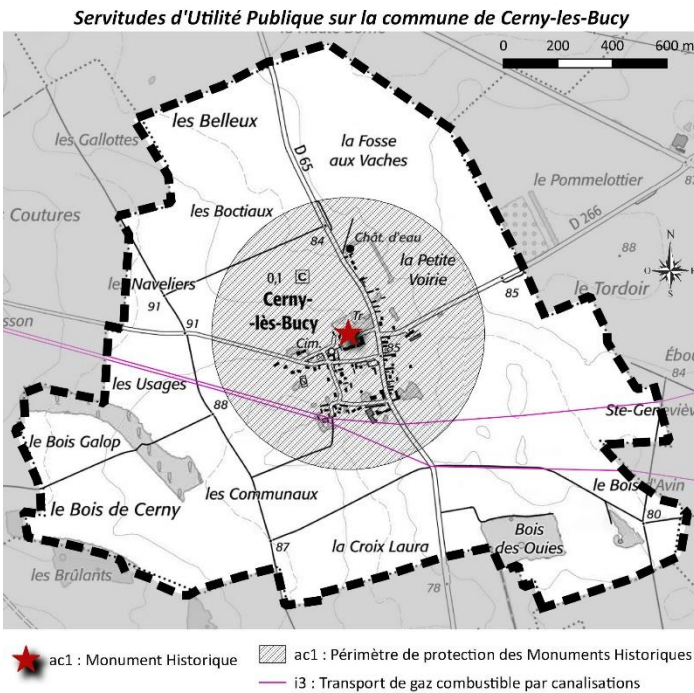 Servitudes d'Utilité Publique sur la commune de Cerny-les-Bucy
0 200 400 600 m
les Belleux
les Gallottes
D 65
la Fosse
aux Vaches
le Pommelottier
87
Coutures
les Boctiaux
D 266
84
Chât. d'eau
88
N
la Petite
Voirie
les Naveliers
0,1 C
85
le Tordoir
91
Cerny-
-lès-Bucy
Tr
91
Cim.
85
sson
Ébou
84
les Usages
88
Ste-Geneviève
le Bois Galop
les Communaux
le Bois d'Avin
le Bois de Cerny
80
Bois
des Ouies
87
la Croix Laura
les Brûlants
78
ac1 : Monument Historique
ac1 : Périmètre de protection des Monuments Historiques
i3 : Transport de gaz combustible par canalisations